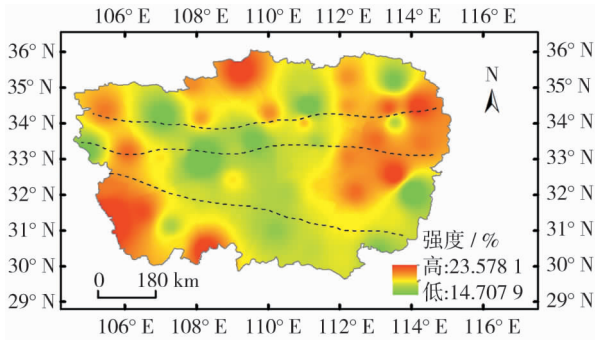 106° E 108° E 110° E 112° E 114° E 116° E
36° N 36° N
N
35° N 35° N
34° N 34° N
33° N 33° N
32° N 32° N
31° N 强度 / % 31° N
30° N 0 180 km 高:23.578 1 30° N
29° N 低:14.707 9 29° N
106° E 108° E 110° E 112° E 114° E 116° E